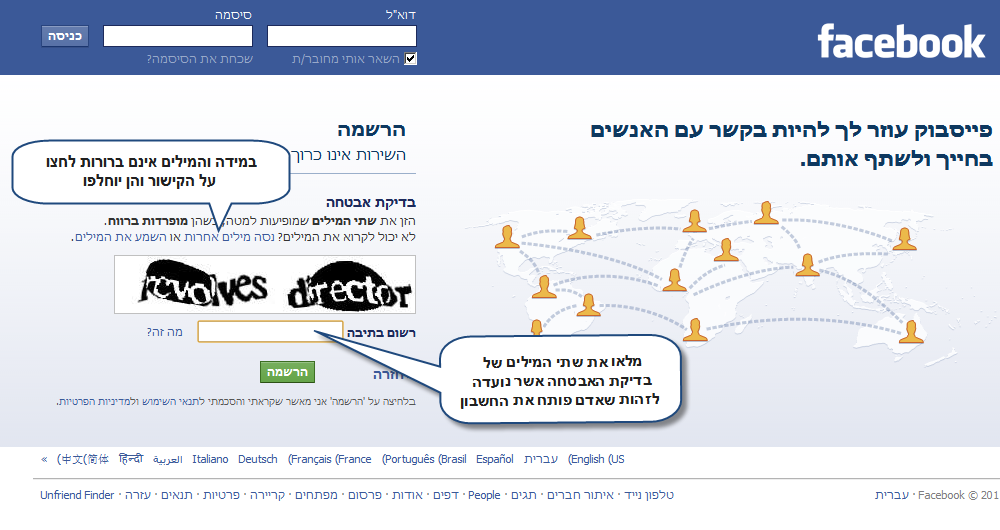 facebook
דוא"ל
סיסמה
כניסה
השאר אותי מחובר/ת
שכחת את הסיסמה?
פייסבוק עוזר לך להיות בקשר עם האנשים
בחייך ולשתף אותם.
הרשמה
השירות אינו כרוך
במידה והמילים אינם ברורות לחצו
על הקישור והן יוחלפו
בדיקת אבטחה
הזן את שתי המילים שמופיעות למטה, כשהן מופרדות ברווח.
לא יכול לקרוא את המילים? נסה מילים אחרות או השמע את המילים.
revolves director
רשום בתיבה
מה זה?
מלאו את שתי המילים של
בדיקת האבטחה אשר נועדה
לזהות שאדם פותח את החשבון
חזרה
הרשמה
בלחיצה על 'הרשמה' אני מאשר שקראתי והסכמתי לתנאי השימוש ולמדיניות הפרטיות.
(English (US עברית Español (Português (Brasil (Français (France Deutsch Italiano العربية हिन्दी (中文(简体 »
Facebook © 201 · עברית
טלפון נייד · איתור חברים · תגים · People · דפים · אודות · פרסום · מפתחים · קריירה · פרטיות · תנאים · עזרה · Unfriend Finder